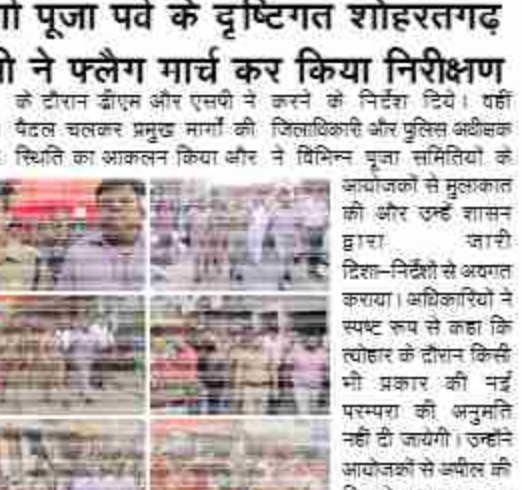 पूजा पर्व के दृष्टिगत शोहरतगढ़
ने फ्लैग मार्च कर किया निरीक्षण
के दौरान डीएम और एसपी ने
पैदल चलकर प्रमुख मार्गों की
स्थिति का आकलन किया और
करने के निर्देश दिये। वहीं
जिलाधिकारी और पुलिस अधीक्षक
ने विभिन्न पूजा समितियों के
आयोजकों से मुलाकात
की और उन्हें शासन
द्वारा जारी
दिशा–निर्देशों से अवगत
कराया। अधिकारियों ने
स्पष्ट रूप से कहा कि
त्योहार के दौरान किसी
भी प्रकार की नई
परम्परा की अनुमति
नहीं दी जायेगी। उन्होंने
आयोजकों से अपील की